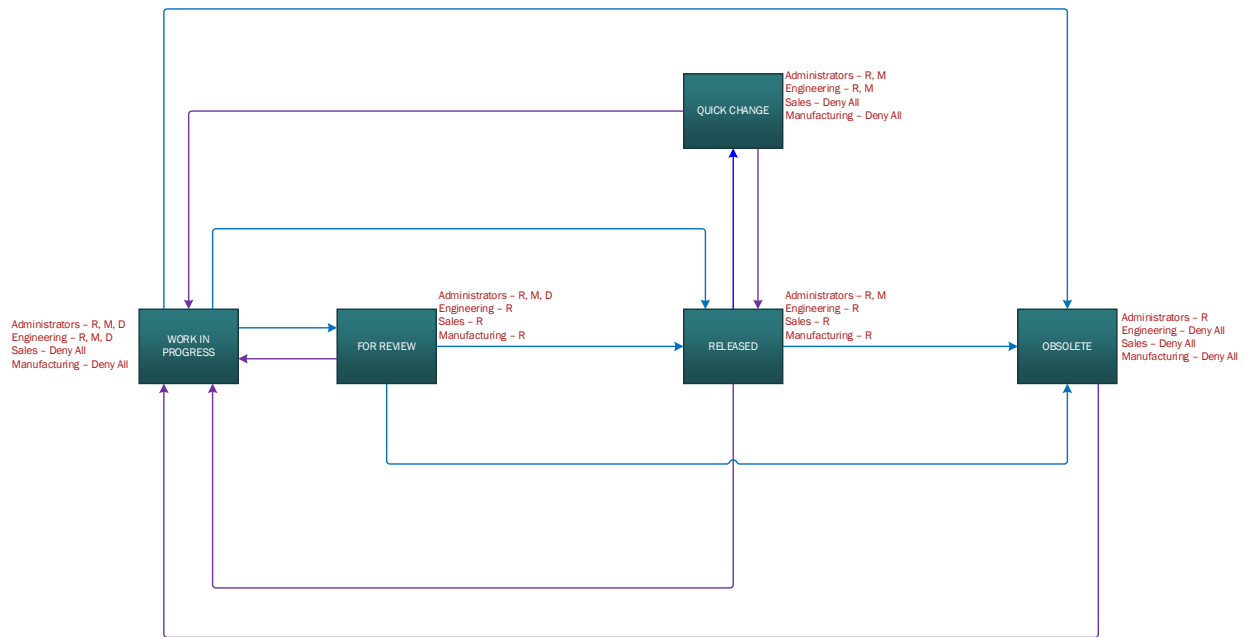 Administrators – R, M
Engineering – R, M
Sales – Deny All
Manufacturing – Deny All
QUICK CHANGE
Administrators – R, M, D
Engineering – R, M, D
Sales – Deny All
Manufacturing – Deny All
WORK IN
PROGRESS
FOR REVIEW
Administrators – R, M, D
Engineering – R
Sales – R
Manufacturing – R
RELEASED
Administrators – R, M
Engineering – R
Sales – R
Manufacturing – R
OBSOLETE
Administrators – R
Engineering – Deny All
Sales – Deny All
Manufacturing – Deny All